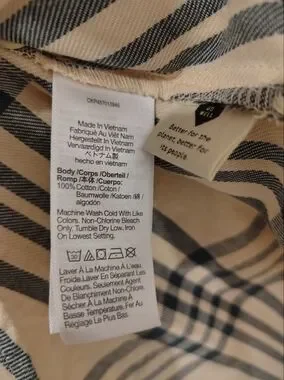 Made In Vietnam
Fabriqué Au Viêt Nam
Hergestellt In Vietnam
Vervaardigd In Vietnam
ベトナム製
hecho en vietnam
Body /Corps /Oberteil /
Romp /本体 /Cuerpo:
100% Cotton/ Coton /
Baumwolle /Katoen /綿 /
algodón
Machine Wash Cold With Like
Colors. Non-Chlorine Bleach
Only. Tumble Dry Low. Iron
On Lowest Setting.
Laver À La Machine À L'eau
Froide Laver En Séparant Les
Couleurs. Seulement Agent
De Blanchiment Non-Chloré.
Sécher À La Machine À
Basse Température. Fer Au
Réglage Le Plus Bas.
Better for the
planet, better for
its people.